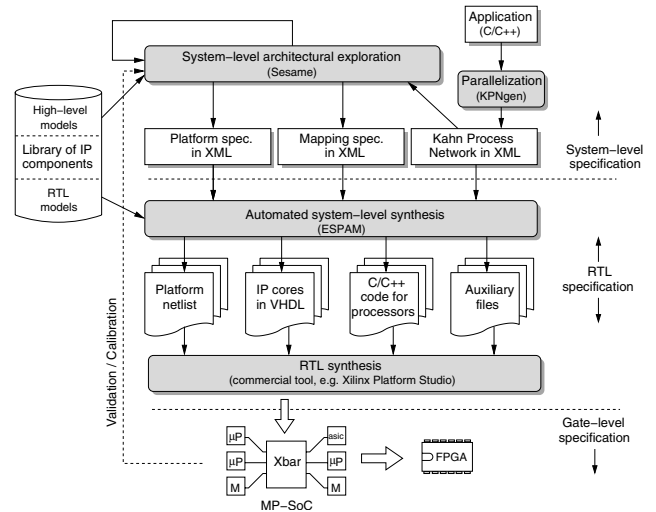 Application
(C/C++)
System-level architectural exploration
(Sesame)
Parallelization
(KPNgen)
High-level
models
Library of IP
components
RTL
models
Platform spec.
in XML
Mapping spec.
in XML
Kahn Process
Network in XML
System-level
specification
Automated system-level synthesis
(ESPAM)
Platform
netlist
IP cores
in VHDL
C/C++
code for
processors
Auxiliary
files
RTL
specification
RTL synthesis
(commercial tool, e.g. Xilinx Platform Studio)
Validation / Calibration
Gate-level
specification
µP
asic
µP
Xbar
µP
M
M
FPGA
MP-SoC